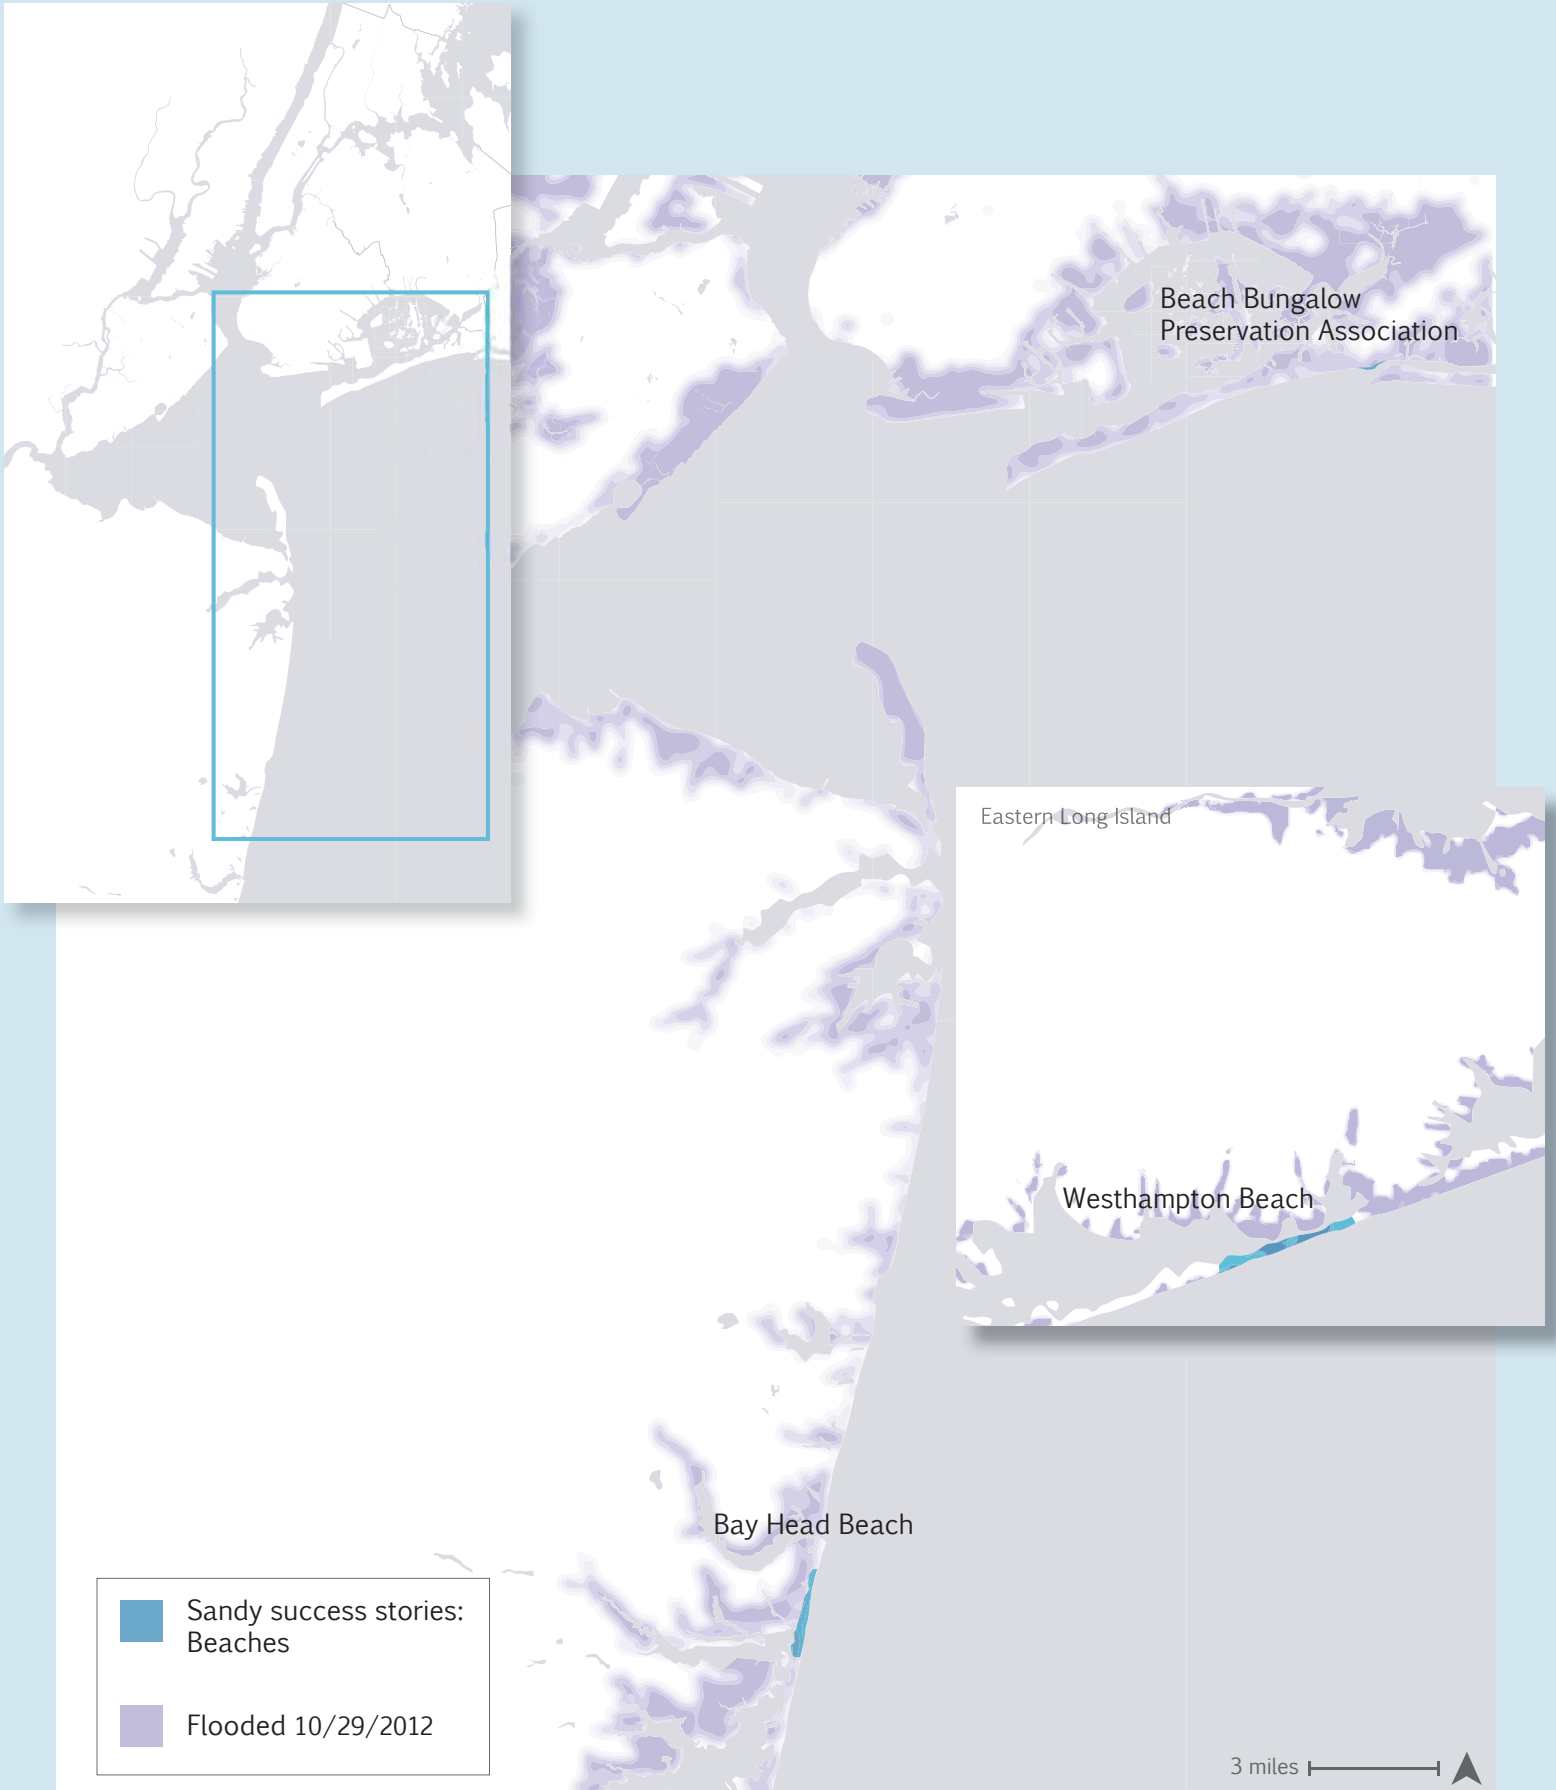 Beach Bungalow
Preservation Association
Eastern Long Island
Westhampton Beach
Bay Head Beach
Sandy success stories:
Beaches
Flooded 10/29/2012
3 miles